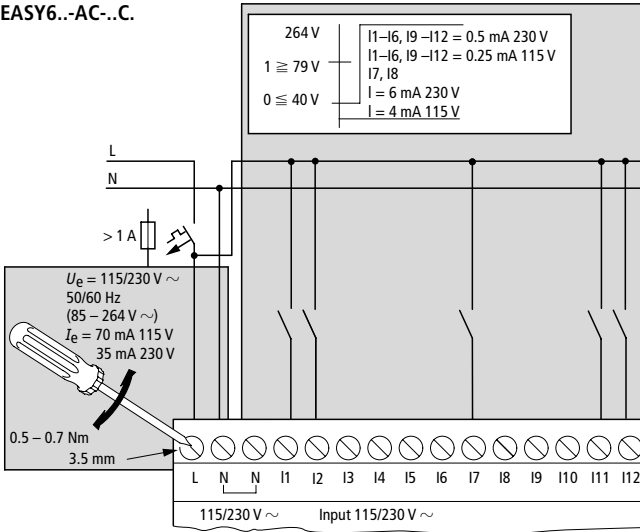 EASY6..-AC-..C.
264 V
1 ≧ 79 V
0 ≦ 40 V
I1–I6, I9 –I12 = 0.5 mA 230 V
I1–I6, I9 –I12 = 0.25 mA 115 V
I7, I8
I = 6 mA 230 V
I = 4 mA 115 V
L
N
> 1 A
Ue = 115/230 V ~
50/60 Hz
(85 – 264 V ~)
Ie = 70 mA 115 V
35 mA 230 V
0.5 – 0.7 Nm
3.5 mm
L N N I1 I2 I3 I4 I5 I6 I7 I8 I9 I10 I11 I12
115/230 V ~ Input 115/230 V ~